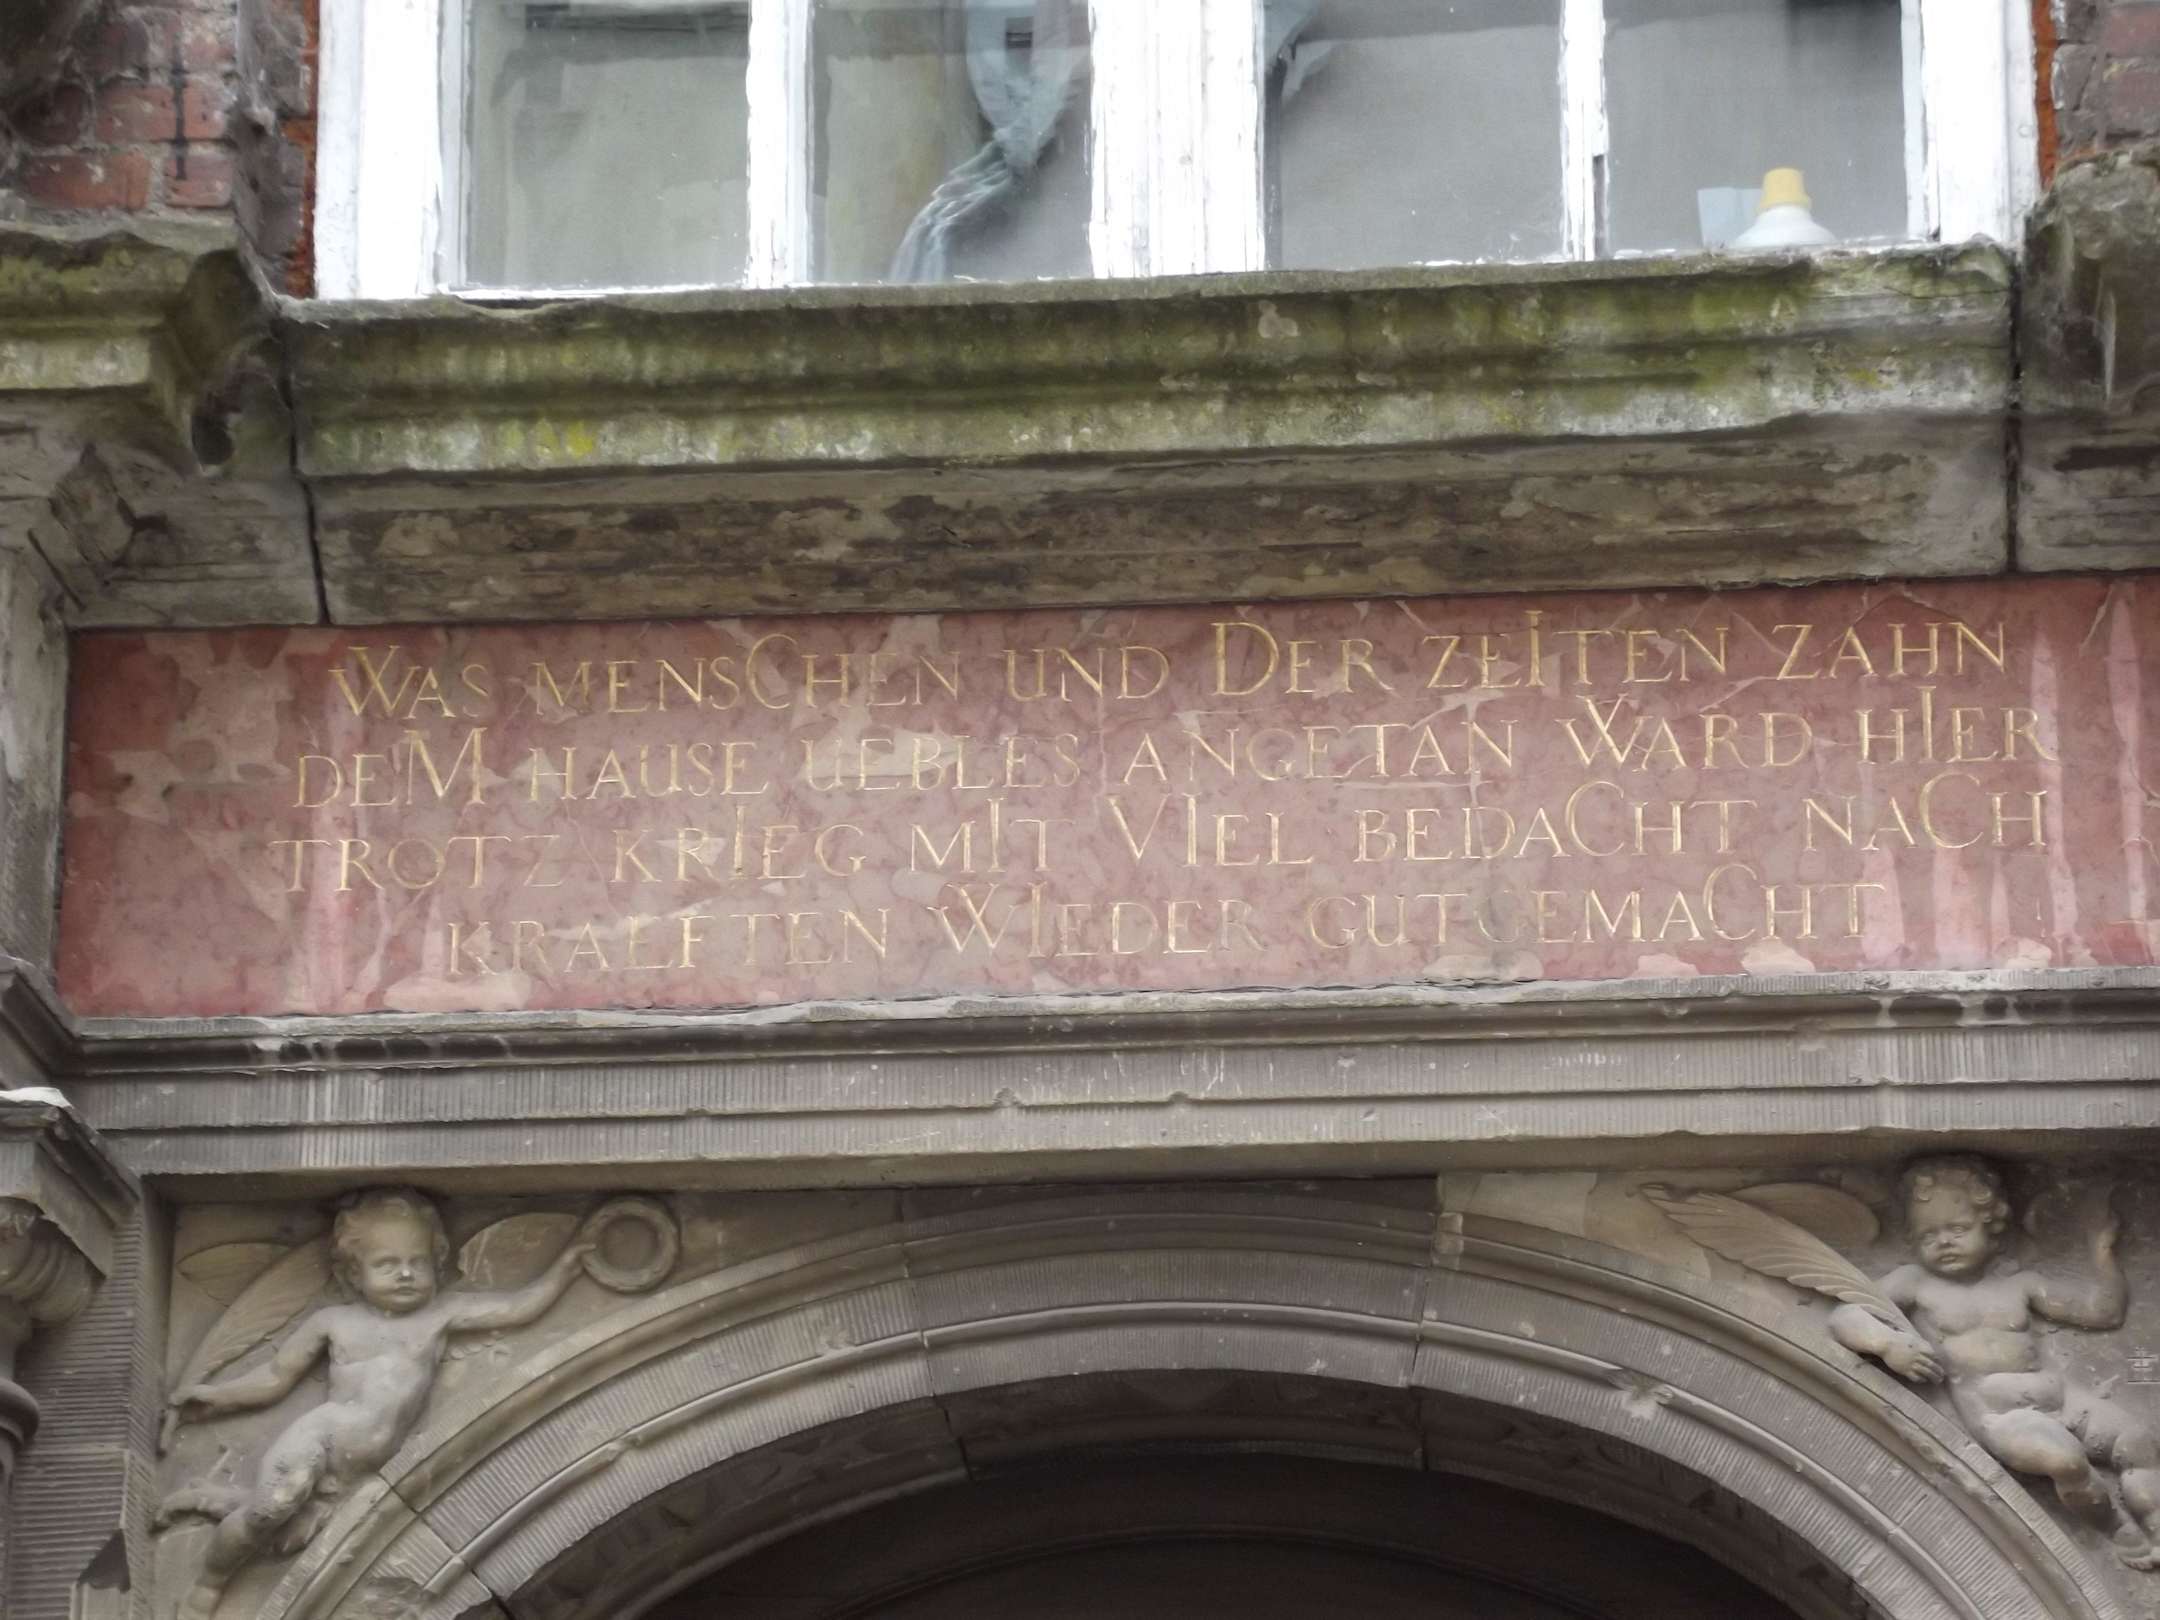 WAS MENSCHEN UND DER ZEITEN ZAHN
DEM HAUSE UEBLES ANGETAN WARD HIER
TROTZ KRIEG MIT VIEL BEDACHT NACH
KRAEFTEN WIEDER GUTGEMACHT